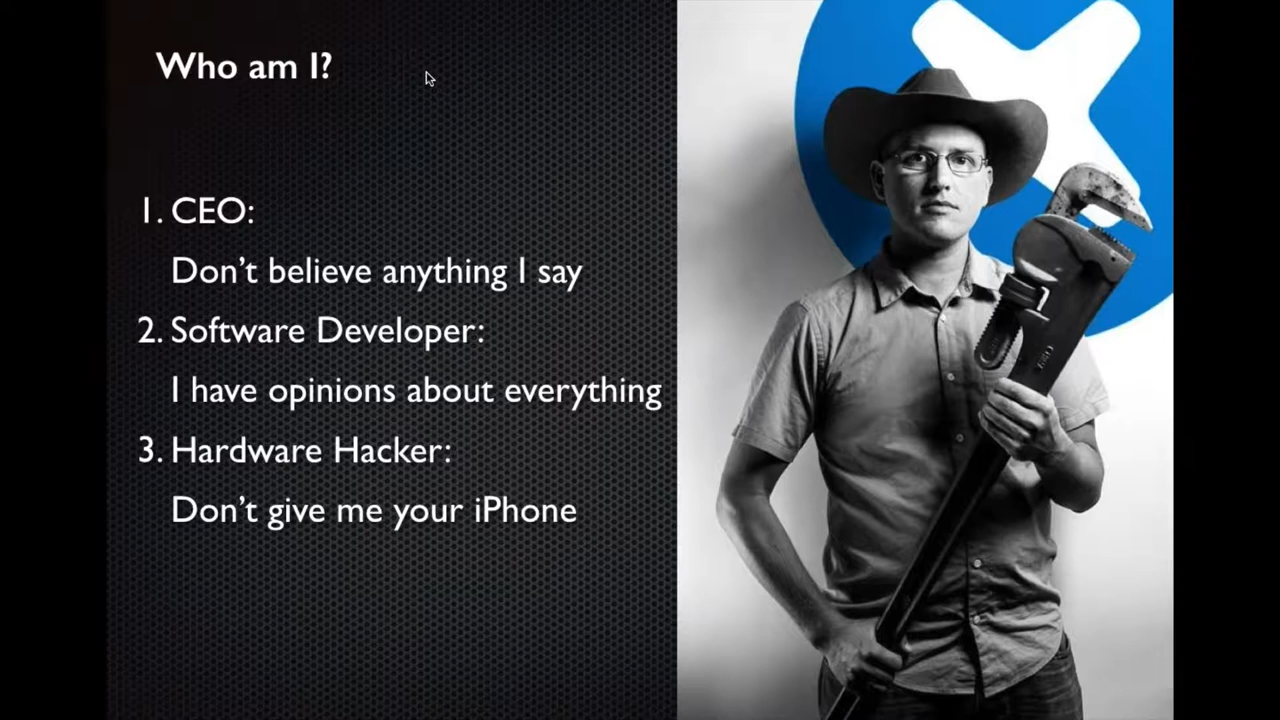 Who am I?
1. CEO:
Don’t believe anything I say
2. Software Developer:
I have opinions about everything
3. Hardware Hacker:
Don’t give me your iPhone